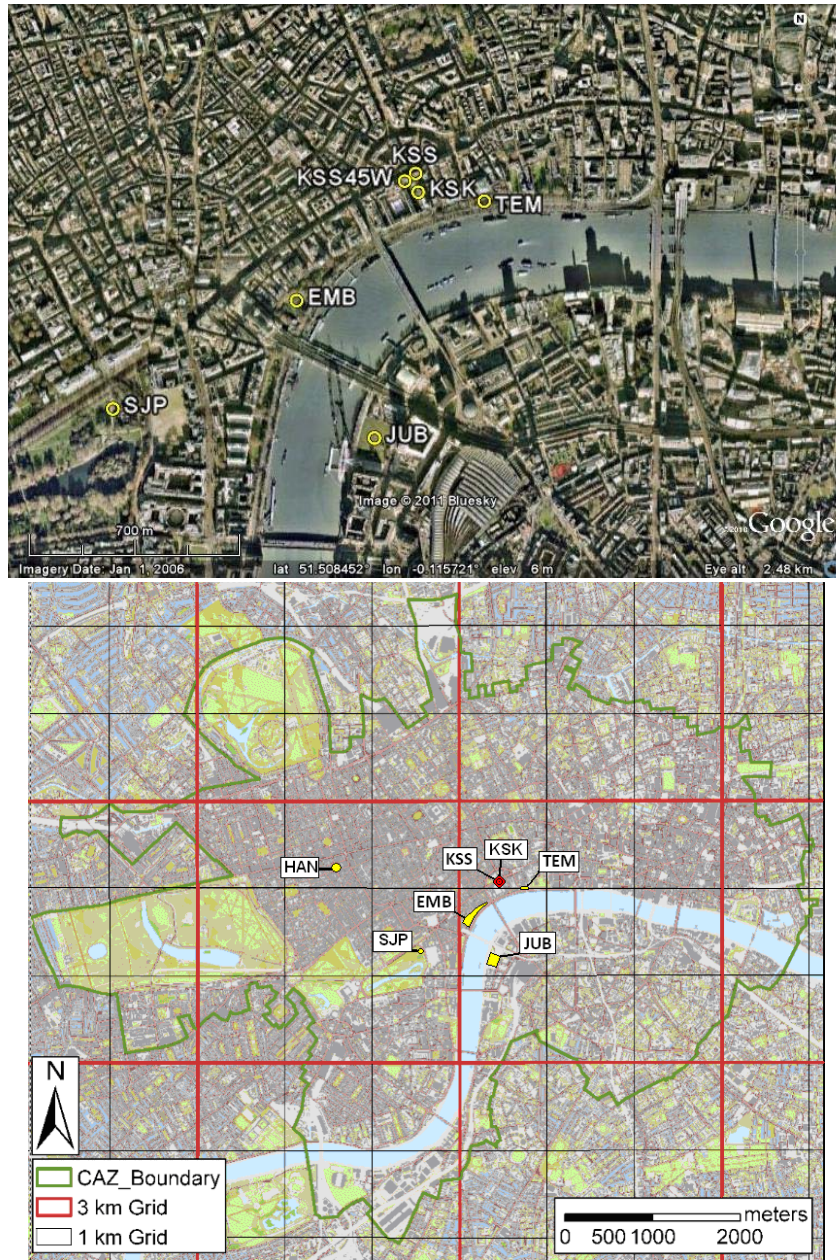 N
KSS
KSS45W
KSK
TEM
EMB
SJP
JUB
Image © 2011 Bluesky
700 m
©2010 Google
Imagery Date: Jan 1, 2006 lat 51.508452° lon -0.115721° elev 6 m Eye alt 2.48 km
KSK
HAN
KSS
TEM
EMB
SJP
JUB
N
CAZ_Boundary
3 km Grid
1 km Grid
meters
0 500 1000 2000